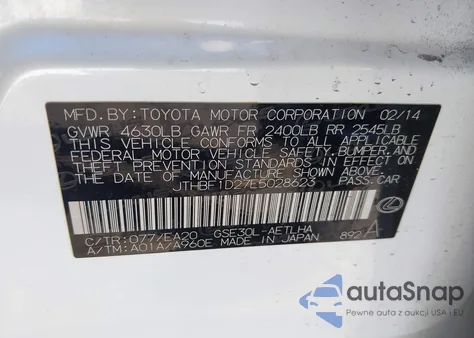 MFD. BY: TOYOTA MOTOR CORPORATION 02/14
GVWR 4630LB GAWR FR 2400LB RR 2545LB
THIS VEHICLE CONFORMS TO ALL APPLICABLE
FEDERAL MOTOR VEHICLE SAFETY, BUMPER, AND
THEFT PREVENTION STANDARDS IN EFFECT ON
THE DATE OF MANUFACTURE SHOWN ABOVE.
JTHBF1D27E5028623 PASS. CAR
C/TR: 077/EA20 GSE30L-AETLHA
A/TM: A01A/A960E MADE IN JAPAN 892 A
autoSnap
Pewne auto z aukcji USA i EU